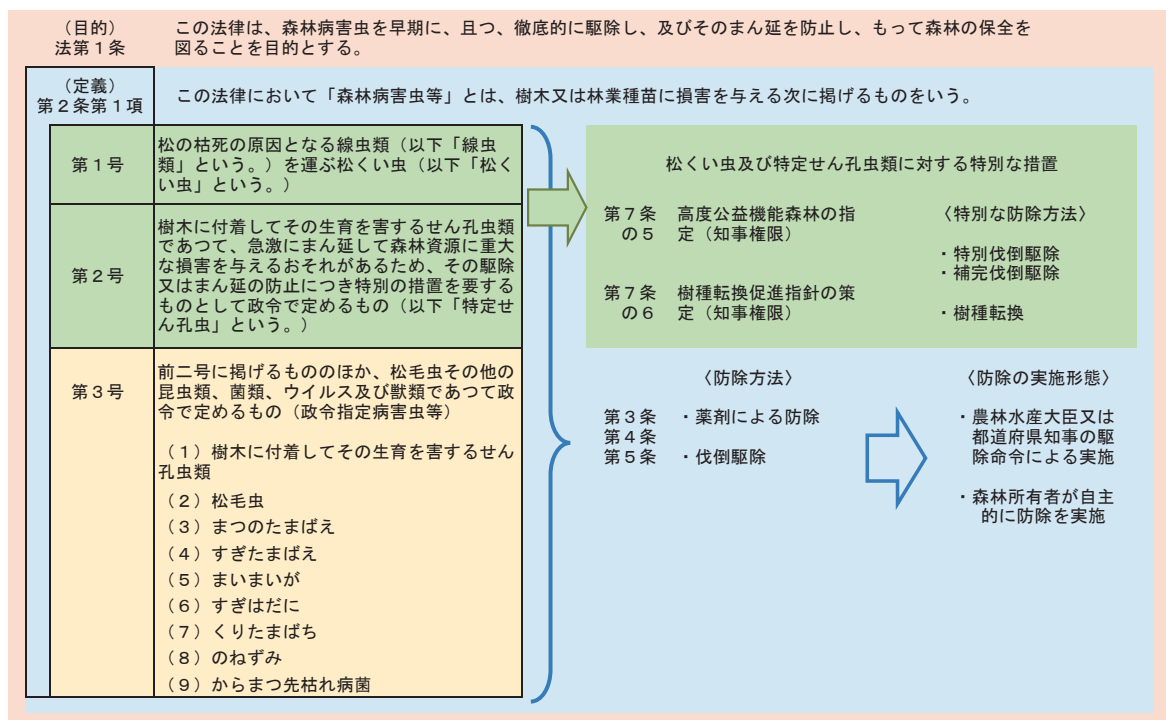 （目的）
法第１条
この法律は、森林病害虫を早期に、且つ、徹底的に駆除し、及びそのまん延を防止し、もって森林の保全を
図ることを目的とする。
（定義）
第２条第１項
この法律において「森林病害虫等」とは、樹木又は林業種苗に損害を与える次に掲げるものをいう。
第１号
松の枯死の原因となる線虫類（以下「線虫
類」という。）を運ぶ松くい虫（以下「松く
い虫」という。）
第２号
樹木に付着してその生育を害するせん孔虫類
であつて、急激にまん延して森林資源に重大
な損害を与えるおそれがあるため、その駆除
又はまん延の防止につき特別の措置を要する
ものとして政令で定めるもの（以下「特定せ
ん孔虫」という。）
第３号
前二号に掲げるもののほか、松毛虫その他の
昆虫類、菌類、ウイルス及び獣類であつて政
令で定めるもの（政令指定病害虫等）
（１）樹木に付着してその生育を害するせん
孔虫類
（２）松毛虫
（３）まつのたまばえ
（４）すぎたまばえ
（５）まいまいが
（６）すぎはだに
（７）くりたまばち
（８）のねずみ
（９）からまつ先枯れ病菌
松くい虫及び特定せん孔虫類に対する特別な措置
第７条　高度公益機能森林の指
の５　定（知事権限）
第７条　樹種転換促進指針の策
の６　定（知事権限）
〈特別な防除方法〉
・特別伐倒駆除
・補完伐倒駆除
・樹種転換
〈防除方法〉
第３条　・薬剤による防除
第４条
第５条　・伐倒駆除
〈防除の実施形態〉
・農林水産大臣又は
都道府県知事の駆
除命令による実施
・森林所有者が自主
的に防除を実施